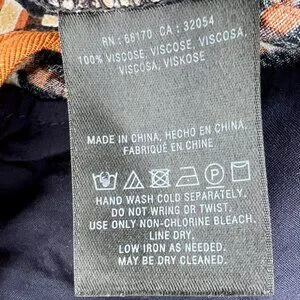 RN : 68170 CA : 32054
100% VISCOSE, VISCOSE, VISCOSA,
VISCOSA, VISKOSE
MADE IN CHINA, HECHO EN CHINA,
FABRIQUÉ EN CHINE
HAND WASH COLD SEPARATELY.
DO NOT WRING OR TWIST.
USE ONLY NON-CHLORINE BLEACH.
LINE DRY.
LOW IRON AS NEEDED.
MAY BE DRY CLEANED.